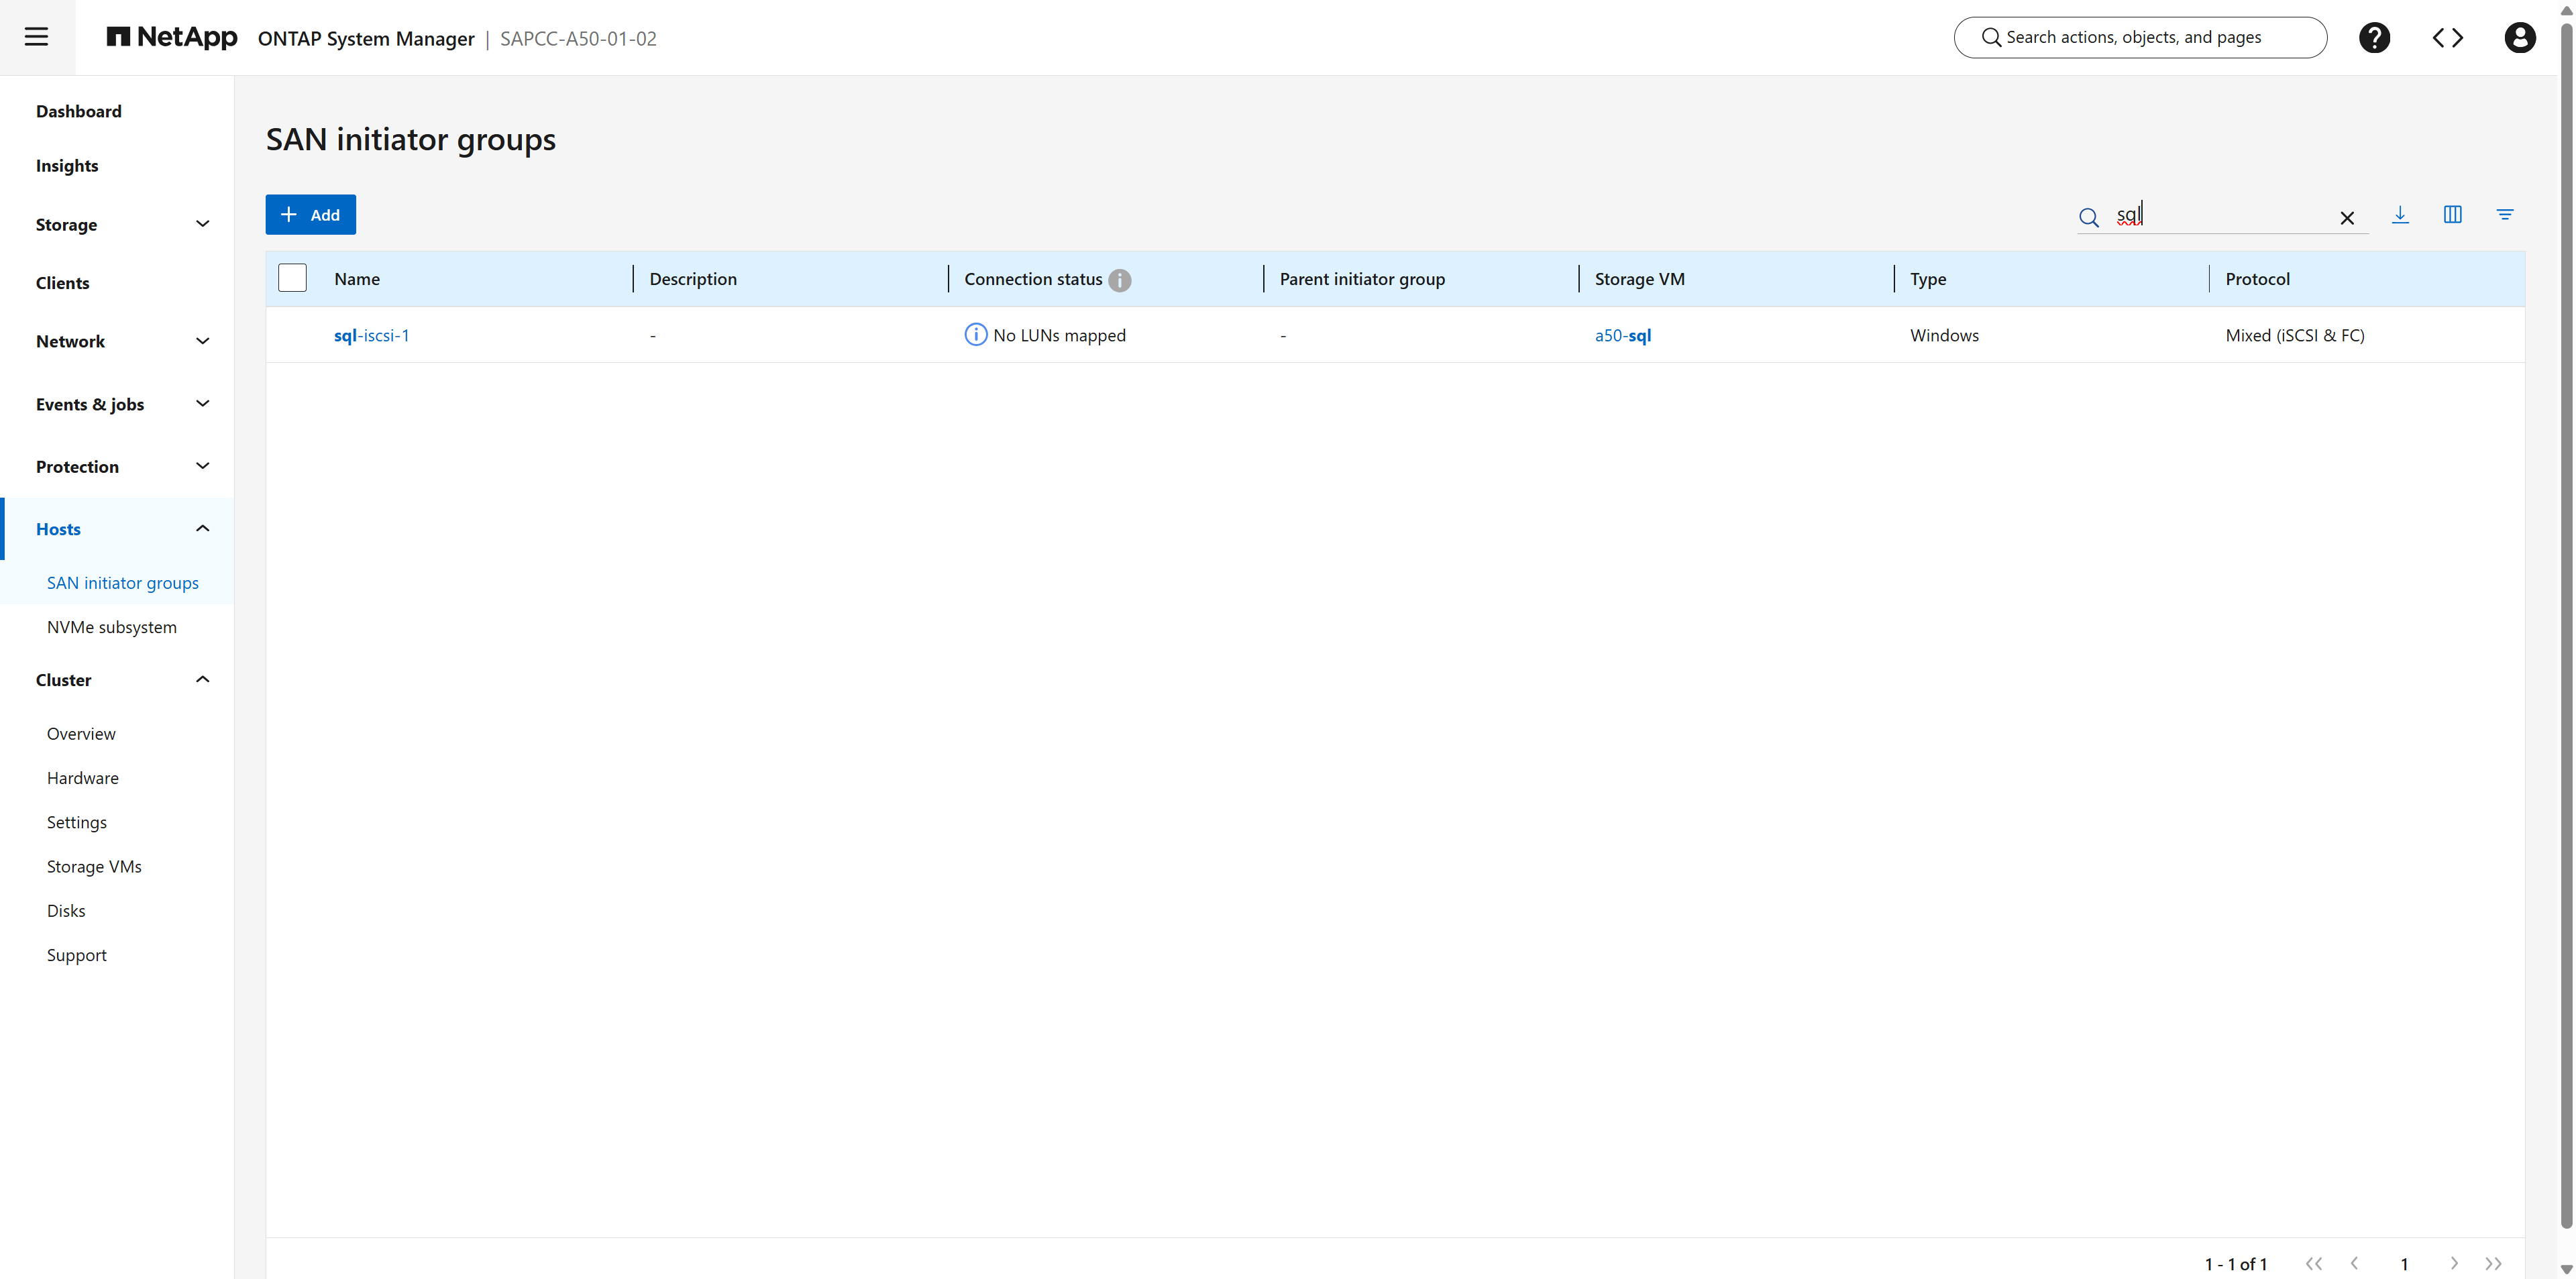 NetApp ONTAP System Manager | SAPCC-A50-01-02
Search actions, objects, and pages
Dashboard
Insights
Storage
Clients
Network
Events & jobs
Protection
Hosts
SAN initiator groups
NVMe subsystem
Cluster
Overview
Hardware
Settings
Storage VMs
Disks
Support
SAN initiator groups
+ Add
sql
Name Description Connection status Parent initiator group Storage VM Type Protocol
sql-iscsi-1 - No LUNs mapped - a50-sql Windows Mixed (iSCSI & FC)
1 - 1 of 1 << < 1 > >>